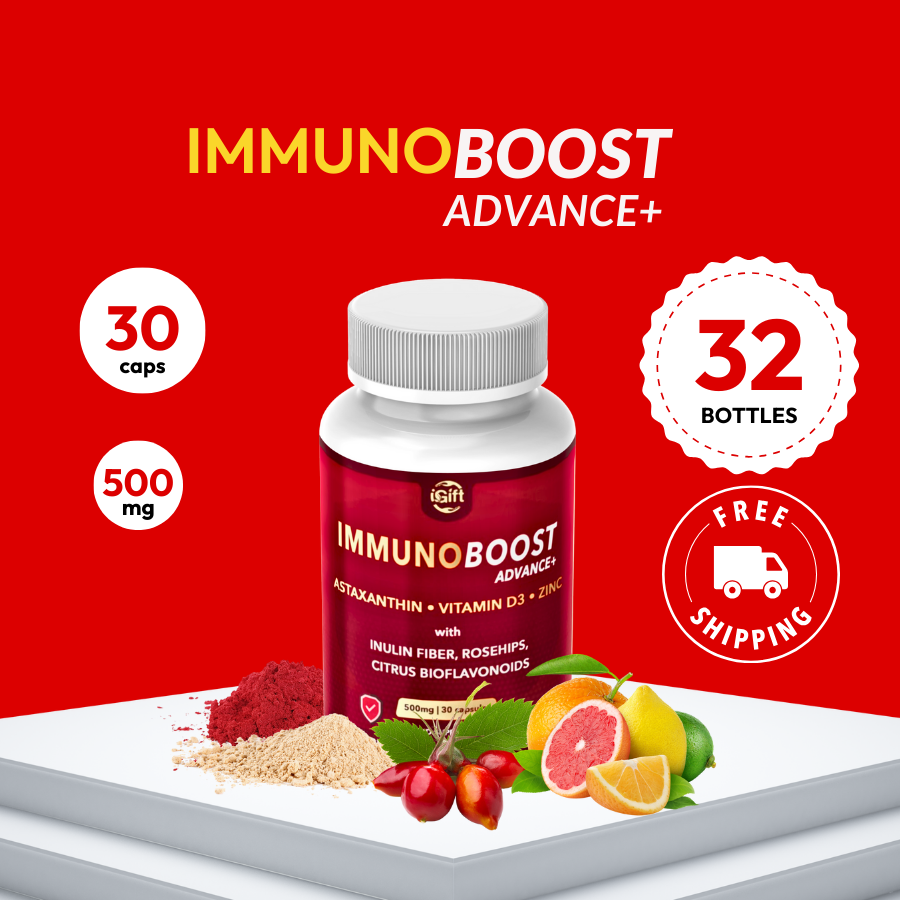 IMMUNOBOOST
ADVANCE+
30
caps
500
mg
32
BOTTLES
FREE
SHIPPING
iGift
IMMUNOBOOST
ADVANCE+
ASTAXANTHIN • VITAMIN D3 • ZINC
with
INULIN FIBER, ROSEHIPS,
CITRUS BIOFLAVONOIDS
500mg | 30 capsules